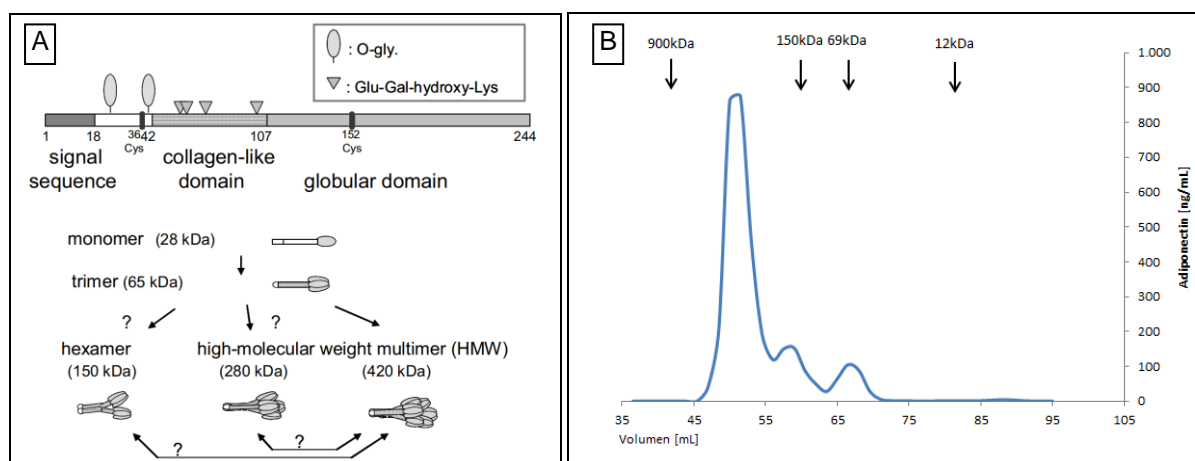 A
: O-gly.
: Glu-Gal-hydroxy-Lys
1 18 36 42 107 152 244
Cys Cys
signal sequence
collagen-like domain
globular domain
monomer (28 kDa)
trimer (65 kDa)
? ?
hexamer high-molecular weight multimer (HMW)
(150 kDa) (280 kDa) (420 kDa)
?
?
B
900kDa 150kDa 69kDa 12kDa
1.000
900
800
700
600
500
400
300
200
100
0
Adiponectin [ng/mL]
35 45 55 65 75 85 95 105
Volumen [mL]